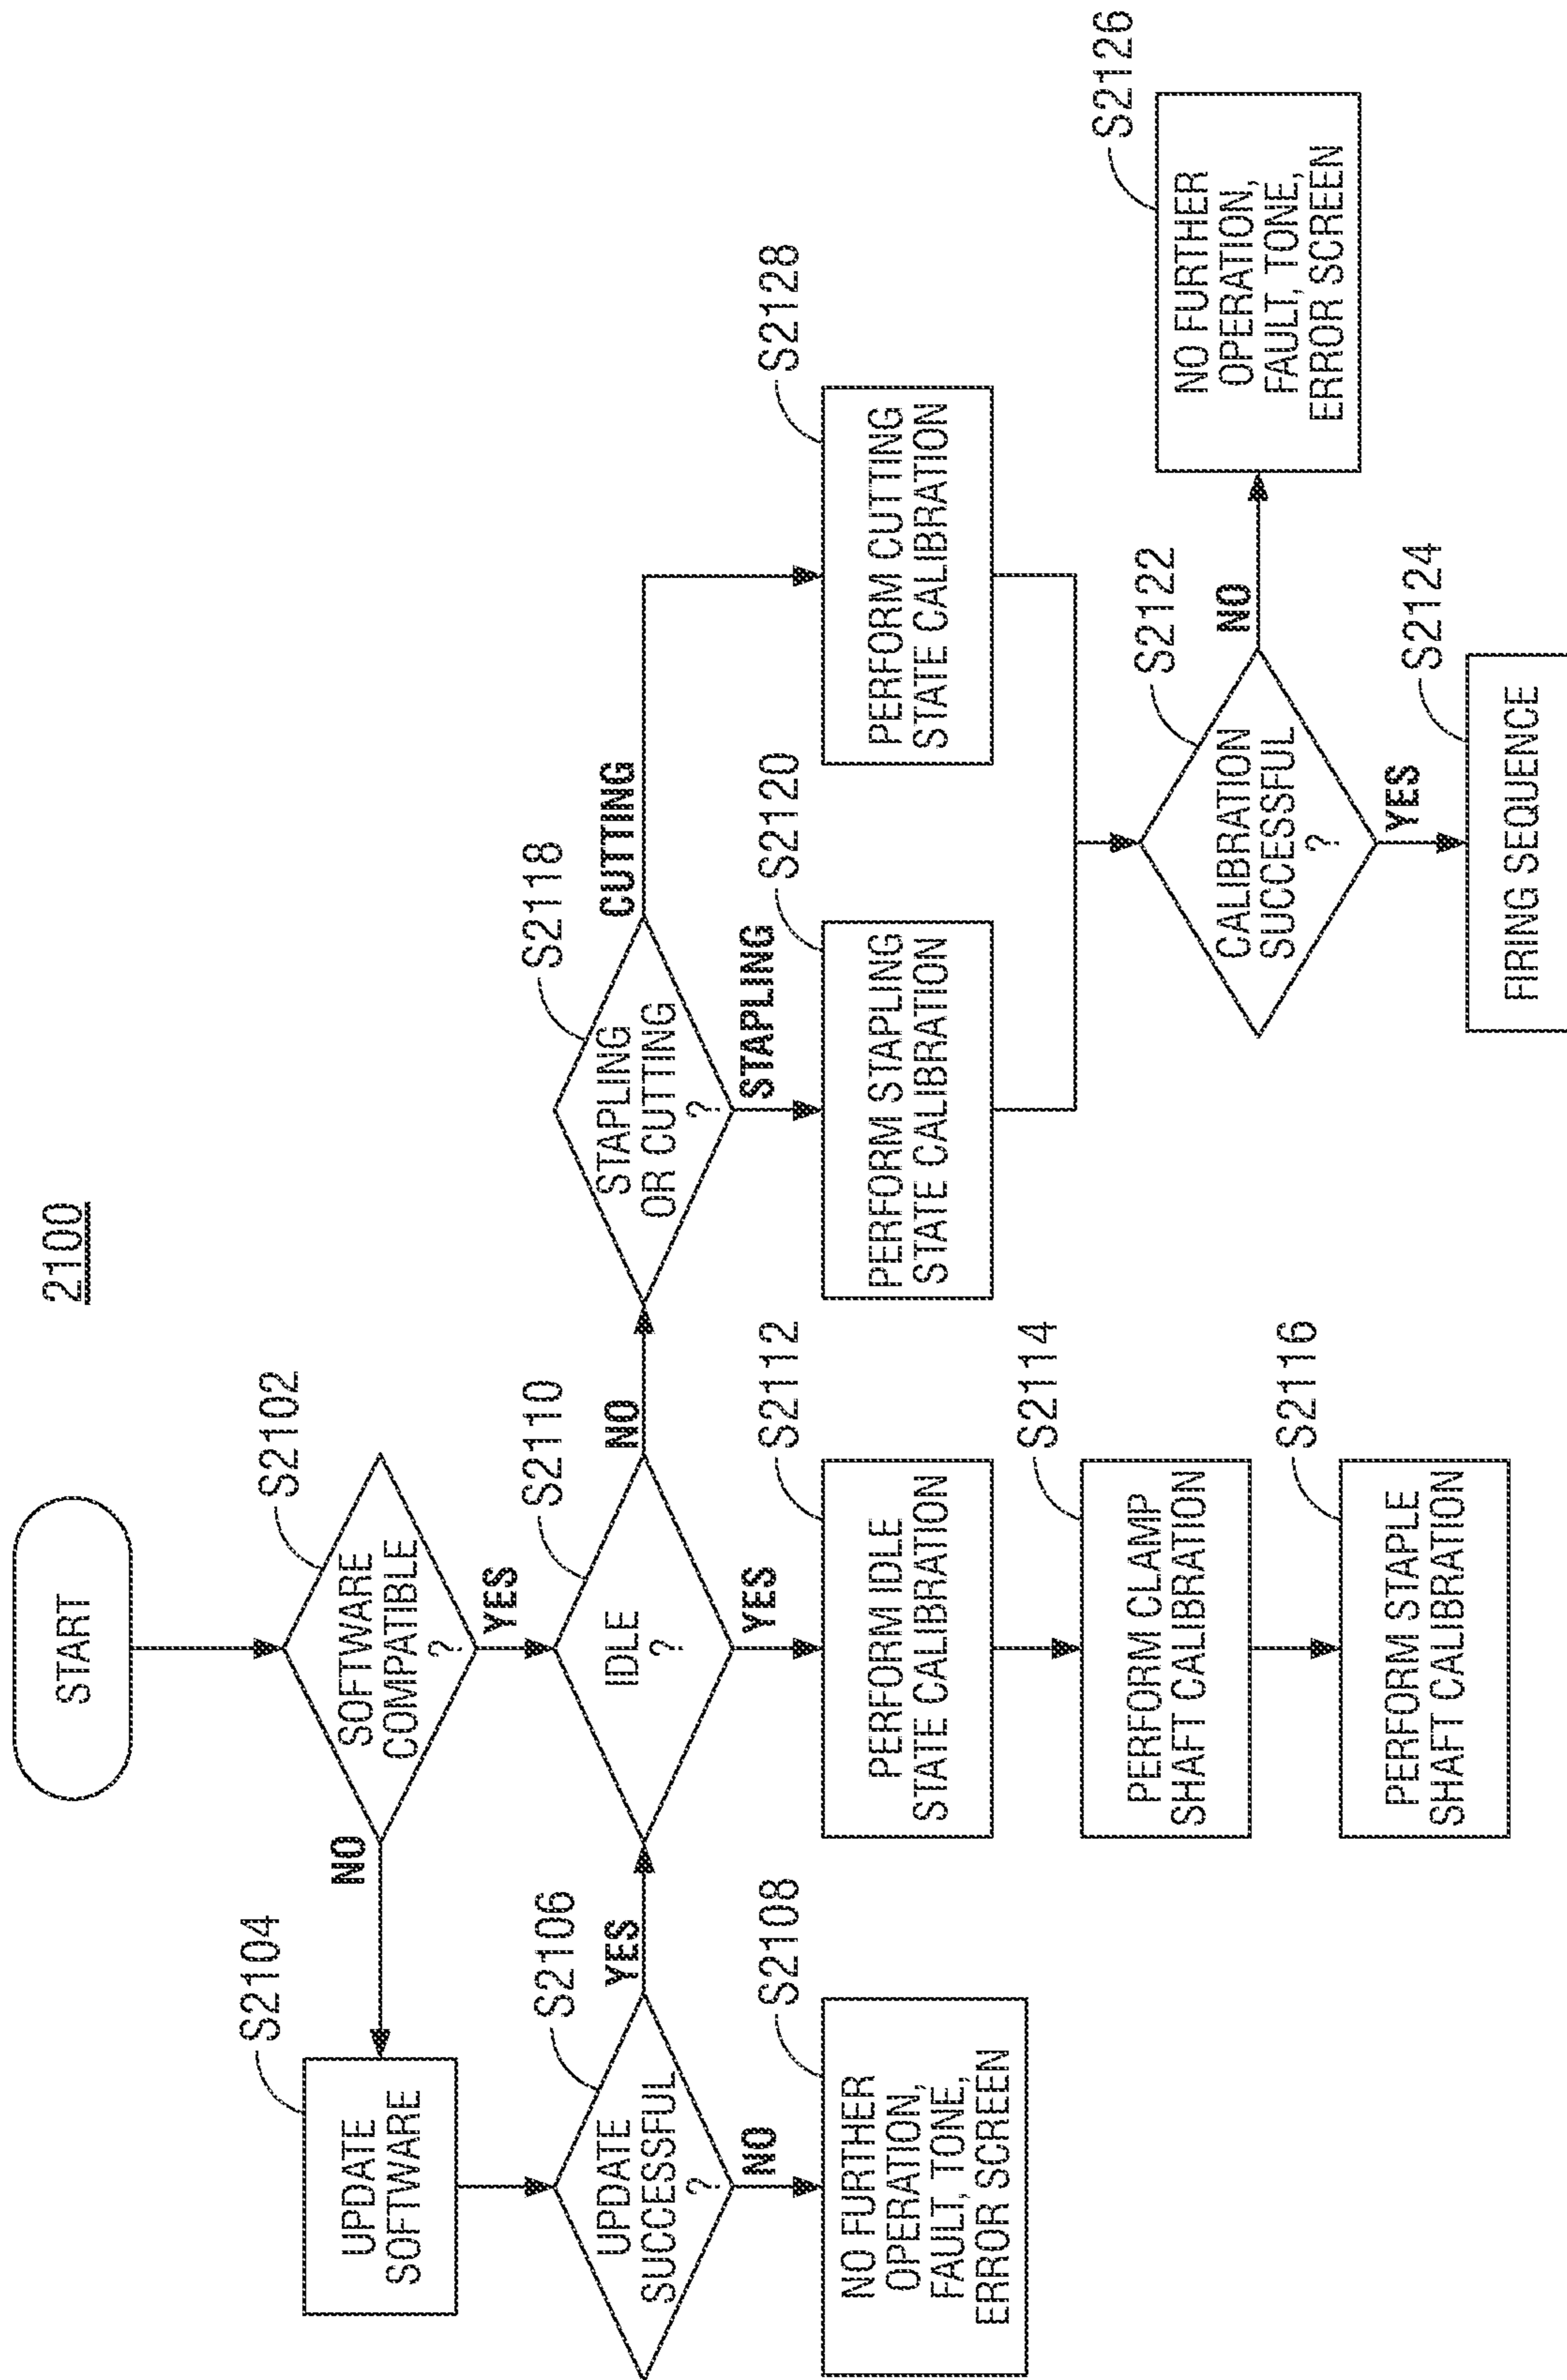 2100
START
S2102
SOFTWARE
COMPATIBLE
?
NO
YES
S2104
UPDATE
SOFTWARE
S2106
UPDATE
SUCCESSFUL
?
YES
NO
S2108
NO FURTHER
OPERATION,
FAULT, TONE,
ERROR SCREEN
S2110
IDLE
?
NO
YES
S2112
PERFORM IDLE
STATE CALIBRATION
S2114
PERFORM CLAMP
SHAFT CALIBRATION
S2116
PERFORM STAPLE
SHAFT CALIBRATION
S2118
STAPLING
OR CUTTING
?
CUTTING
STAPLING
S2120
PERFORM STAPLING
STATE CALIBRATION
S2128
PERFORM CUTTING
STATE CALIBRATION
S2122
CALIBRATION
SUCCESSFUL
?
NO
YES
S2126
NO FURTHER
OPERATION,
FAULT, TONE,
ERROR SCREEN
S2124
FIRING SEQUENCE